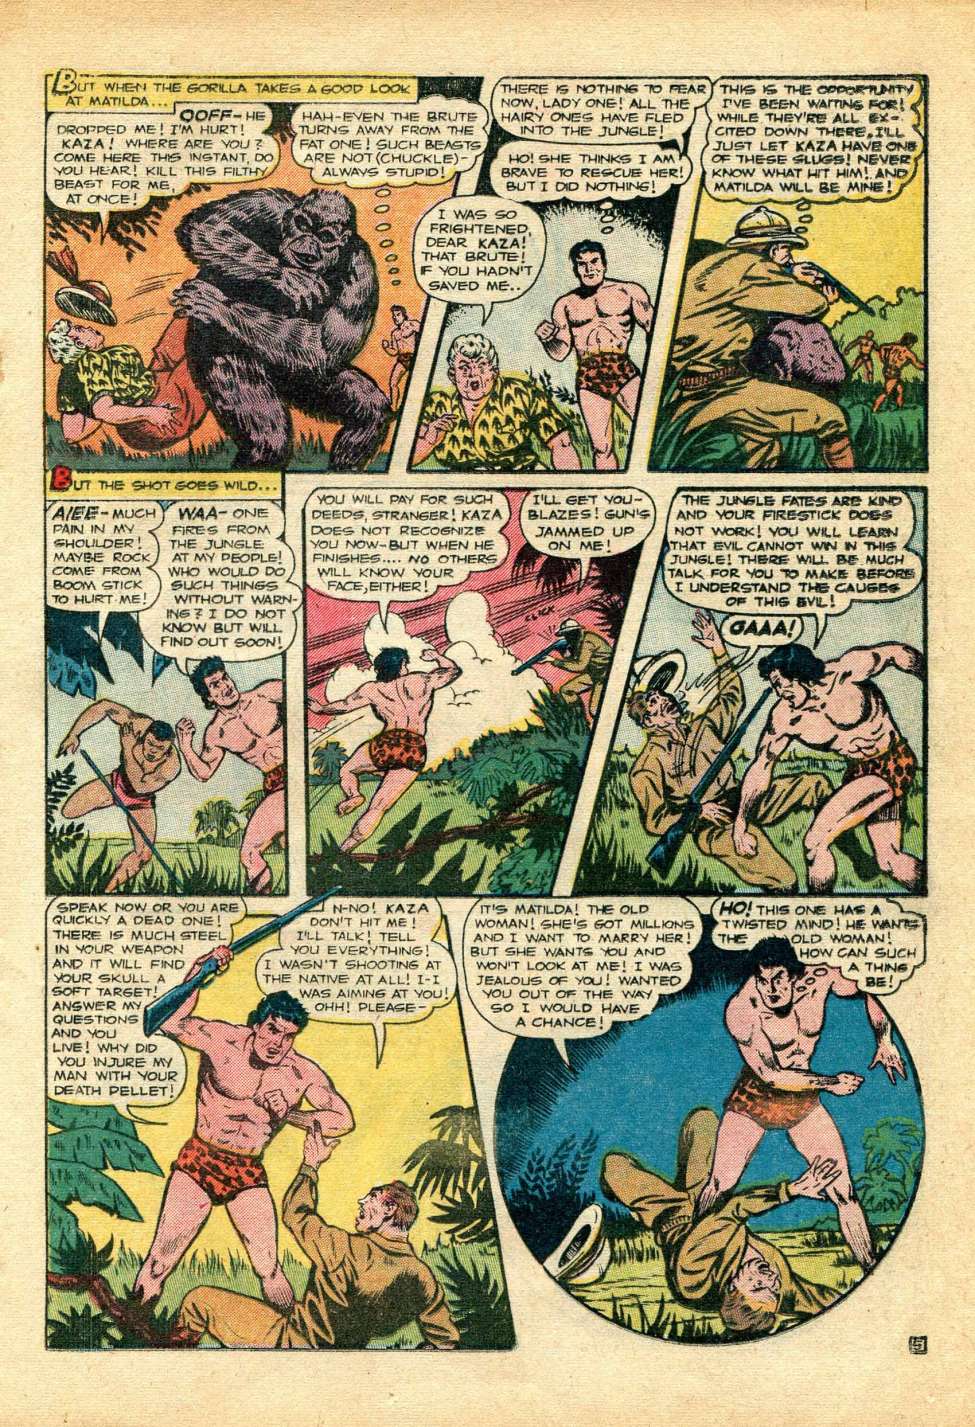 BUT WHEN THE GORILLA TAKES A GOOD LOOK
AT MATILDA...
OOFF-HE
DROPPED ME! I'M HURT!
KAZA! WHERE ARE YOU?
COME HERE THIS INSTANT, DO
YOU HEAR! KILL THIS FILTHY
BEAST FOR ME,
AT ONCE!
HAH-EVEN THE BRUTE
TURNS AWAY FROM THE
FAT ONE! SUCH BEASTS
ARE NOT (CHUCKLE)-
ALWAYS STUPID!
THERE IS NOTHING TO FEAR
NOW, LADY ONE! ALL THE
HAIRY ONES HAVE FLED
INTO THE JUNGLE!
HO! SHE THINKS I AM
BRAVE TO RESCUE HER!
BUT I DID NOTHING!
I WAS SO
FRIGHTENED,
DEAR KAZA!
THAT BRUTE!
IF YOU HADN'T
SAVED ME..
THIS IS THE OPPORTUNITY
I'VE BEEN WAITING FOR!
WHILE THEY'RE ALL EX-
CITED DOWN THERE, I'LL
JUST LET KAZA HAVE ONE
OF THESE SLUGS! NEVER
KNOW WHAT HIT HIM! AND
MATILDA WILL BE MINE!
BUT THE SHOT GOES WILD...
AIEE-MUCH
PAIN IN MY
SHOULDER!
MAYBE ROCK
COME FROM
BOOM STICK
TO HURT ME!
WAA-ONE
FIRES FROM
THE JUNGLE
AT MY PEOPLE!
WHO WOULD DO
SUCH THINGS
WITHOUT WARN-
ING? I DO NOT
KNOW BUT WILL
FIND OUT SOON!
YOU WILL PAY FOR SUCH
DEEDS, STRANGER! KAZA
DOES NOT RECOGNIZE
YOU NOW-BUT WHEN HE
FINISHES.... NO OTHERS
WILL KNOW YOUR
FACE, EITHER!
I'LL GET YOU-
BLAZES! GUN'S
JAMMED UP
ON ME!
CLICK
THE JUNGLE FATES ARE KIND
AND YOUR FIRESTICK DOES
NOT WORK! YOU WILL LEARN
THAT EVIL CANNOT WIN IN THIS
JUNGLE! THERE WILL BE MUCH
TALK FOR YOU TO MAKE BEFORE
I UNDERSTAND THE CAUSES
OF THIS EVIL!
GAAA!
SPEAK NOW OR YOU ARE
QUICKLY A DEAD ONE!
THERE IS MUCH STEEL
IN YOUR WEAPON
AND IT WILL FIND
YOUR SKULL A
SOFT TARGET!
ANSWER MY
QUESTIONS
AND YOU
LIVE! WHY DID
YOU INJURE MY
MAN WITH YOUR
DEATH PELLET!
N-NO! KAZA
DON'T HIT ME!
I'LL TALK! TELL
YOU EVERYTHING!
I WASN'T SHOOTING AT
THE NATIVE AT ALL! I-I
WAS AIMING AT YOU!
OHH! PLEASE-
IT'S MATILDA! THE OLD
WOMAN! SHE'S GOT MILLIONS
AND I WANT TO MARRY HER!
BUT SHE WANTS YOU AND
WON'T LOOK AT ME! I WAS
JEALOUS OF YOU! WANTED
YOU OUT OF THE WAY
SO I WOULD HAVE
A CHANCE!
HO! THIS ONE HAS A
TWISTED MIND! HE WANTS
THE OLD WOMAN!
HOW CAN SUCH
A THING
BE!
5